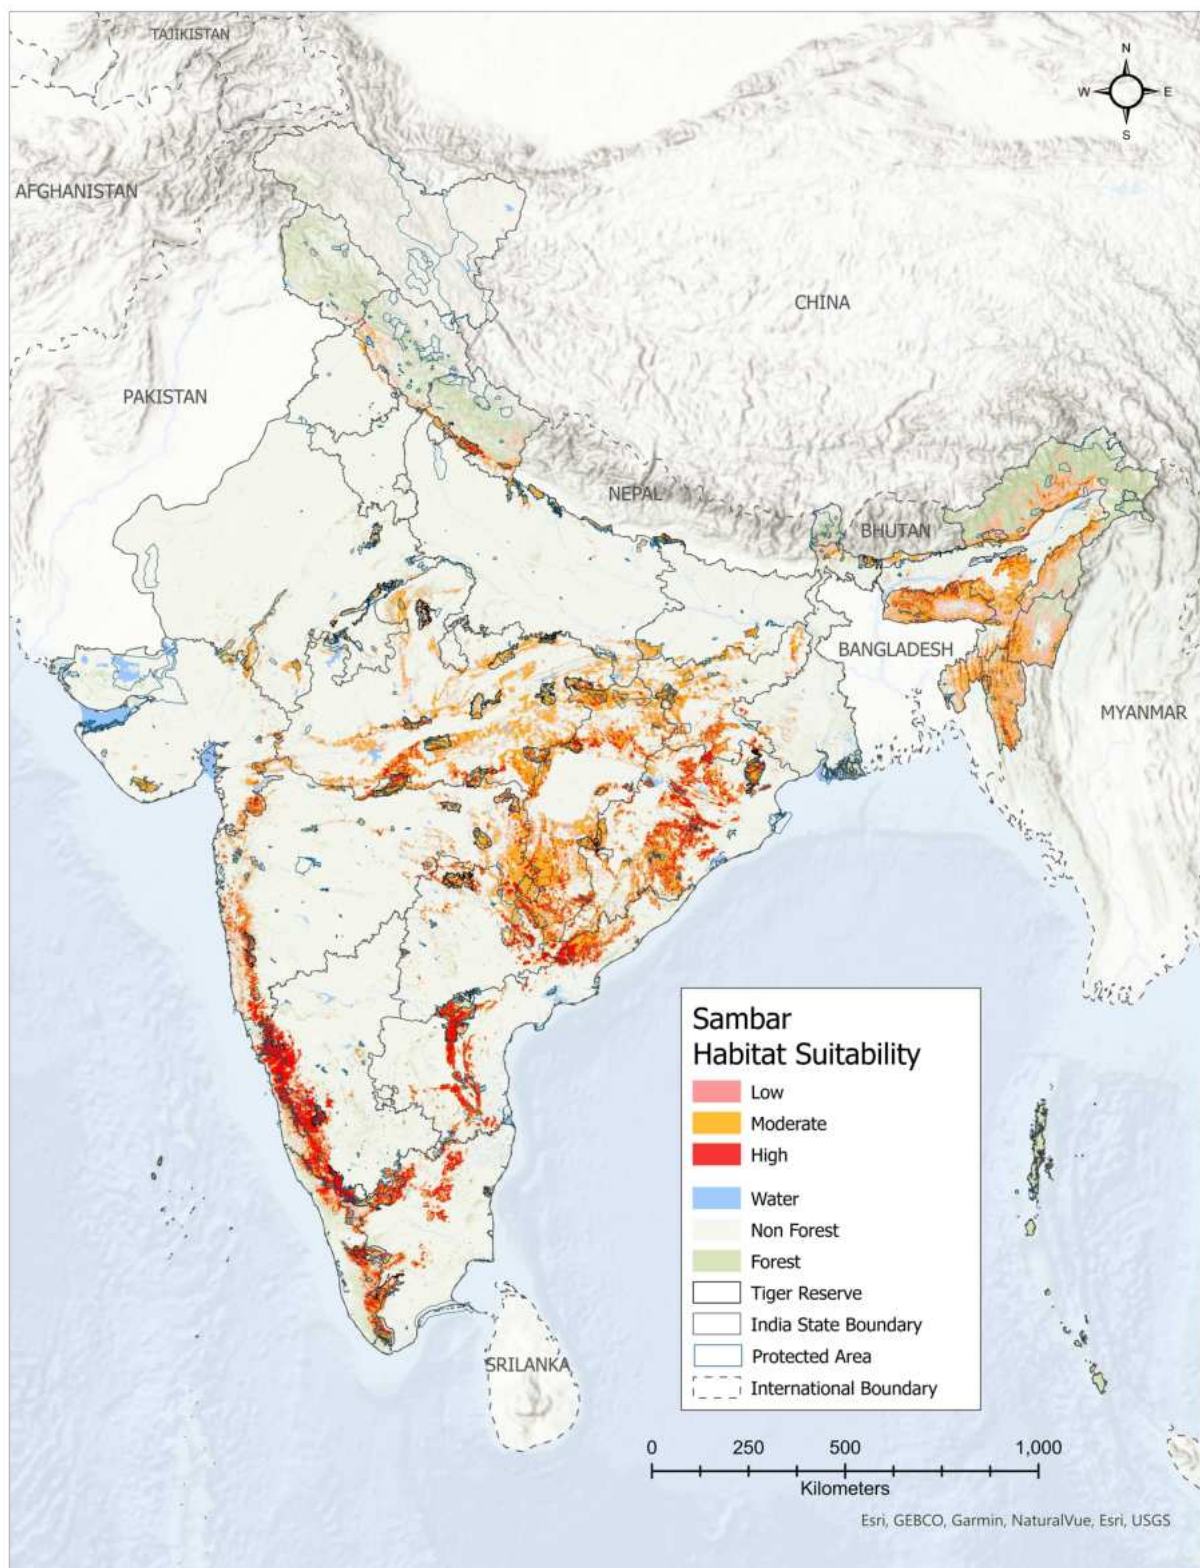 TAJIKISTAN
N
W
E
S
AFGHANISTAN
CHINA
PAKISTAN
NEPAL
BHUTAN
BANGLADESH
MYANMAR
Sambar
Habitat Suitability
Low
Moderate
High
Water
Non Forest
Forest
Tiger Reserve
India State Boundary
Protected Area
International Boundary
SRILANKA
0 250 500 1,000
Kilometers
Esri, GEBCO, Garmin, NaturalVue, Esri, USGS